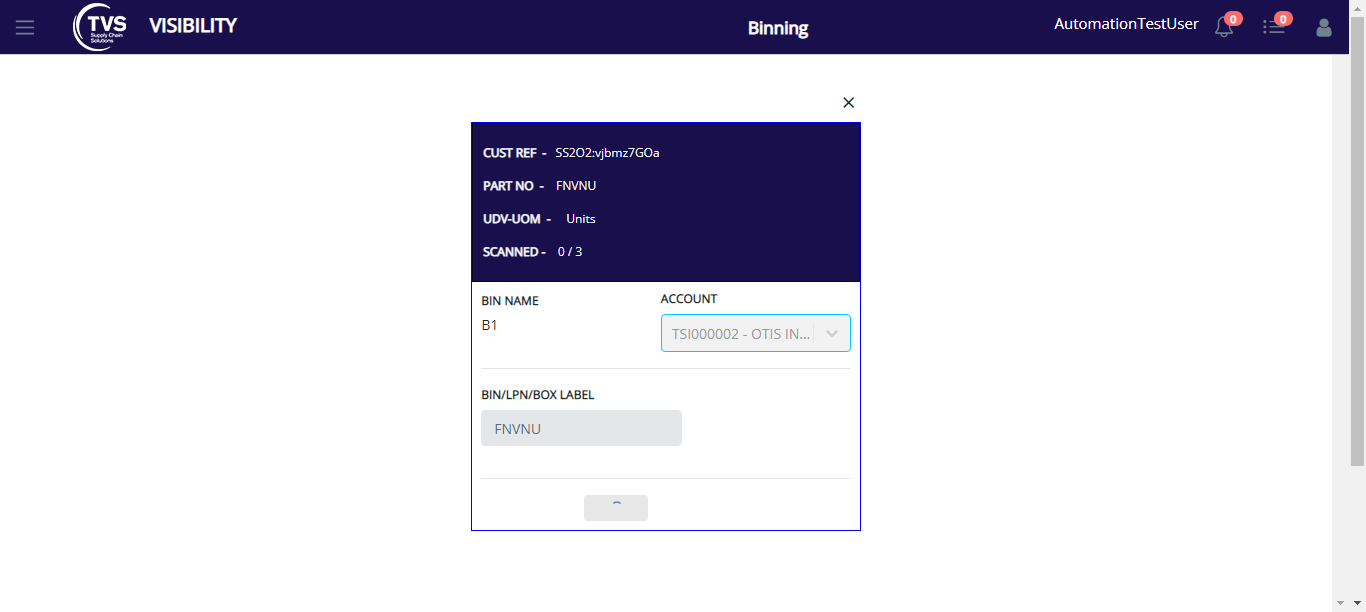 TVS
Supply Chain
Solutions
VISIBILITY
Binning
AutomationTestUser
0
0
CUST REF - SS2O2:vjbmz7GOa
PART NO - FNVNU
UDV-UOM - Units
SCANNED - 0 / 3
BIN NAME
ACCOUNT
B1
TSI000002 - OTIS IN...
BIN/LPN/BOX LABEL
FNVNU